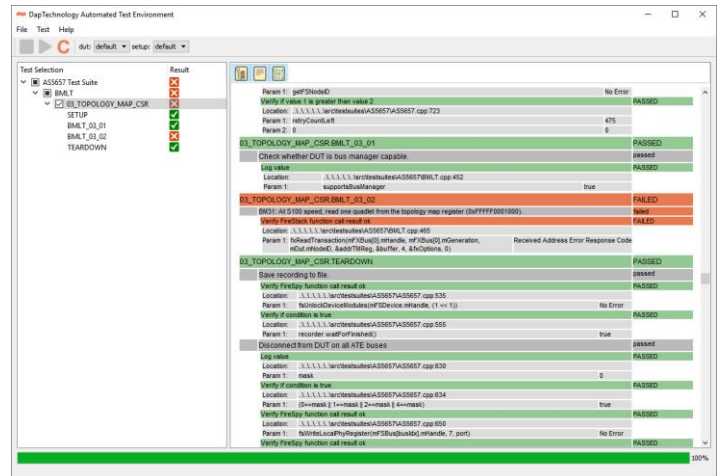 DapTechnology Automated Test Environment
File Test Help
dut: default setup: default
Test Selection Result
AS5657 Test Suite
BMLT
03_TOPOLOGY_MAP_CSR
SETUP
BMLT_03_01
BMLT_03_02
TEARDOWN
Param 1: getFSNodeID No Error
Verify if value 1 is greater than value 2 PASSED
Location: .\.\.\.\.\src\testsuites\AS5657\AS5657.cpp:723
Param 1: retryCountLeft 475
Param 2: 0 0
03_TOPOLOGY_MAP_CSR.BMLT_03_01 PASSED
Check whether DUT is bus manager capable. passed
Log value PASSED
Location: .\.\.\.\.\src\testsuites\AS5657\BMLT.cpp:452
Param 1: supportsBusManager true
03_TOPOLOGY_MAP_CSR.BMLT_03_02 FAILED
BM31: At S100 speed, read one quadlet from the topology map register (0xFFFFF0001000). failed
Verify FireStack function call result ok FAILED
Location: .\.\.\.\.\src\testsuites\AS5657\BMLT.cpp:465
Param 1: fxReadTransaction(mFXBus[0].mHandle, mFXBus[0].mGeneration, Received Address Error Response Code
mDut.mNodeID, &addrTMReg, &buffer, 4, &fxOptions, 0)
03_TOPOLOGY_MAP_CSR.TEARDOWN PASSED
Save recording to file. passed
Verify FireSpy function call result ok PASSED
Location: .\.\.\.\.\src\testsuites\AS5657\AS5657.cpp:535
Param 1: fsUnlockDeviceModules(mFSDevice.mHandle, (1 << 1)) No Error
Verify if condition is true PASSED
Location: .\.\.\.\.\src\testsuites\AS5657\AS5657.cpp:555
Param 1: recorder.waitForFinished() true
Disconnect from DUT on all ATE buses passed
Log value PASSED
Location: .\.\.\.\.\src\testsuites\AS5657\AS5657.cpp:630
Param 1: mask 0
Verify if condition is true PASSED
Location: .\.\.\.\.\src\testsuites\AS5657\AS5657.cpp:634
Param 1: (0==mask || 1==mask || 2==mask || 4==mask) true
Verify FireSpy function call result ok PASSED
Location: .\.\.\.\.\src\testsuites\AS5657\AS5657.cpp:650
Param 1: fsWriteLocalPhyRegister(mFSBus[busIdx].mHandle, 7, port) No Error
Verify FireSpy function call result ok PASSED
100%